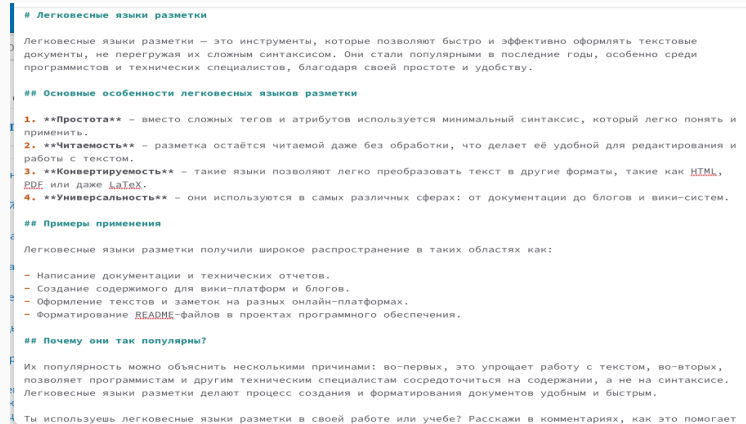 # Легковесные языки разметки
Легковесные языки разметки — это инструменты, которые позволяют быстро и эффективно оформлять текстовые
документы, не перегружая их сложным синтаксисом. Они стали популярными в последние годы, особенно среди
программистов и технических специалистов, благодаря своей простоте и удобству.
## Основные особенности легковесных языков разметки
1. **Простота** – вместо сложных тегов и атрибутов используется минимальный синтаксис, который легко понять и
применить.
2. **Читаемость** – разметка остаётся читаемой даже без обработки, что делает её удобной для редактирования и
работы с текстом.
3. **Конвертируемость** – такие языки позволяют легко преобразовать текст в другие форматы, такие как HTML,
PDF или даже LaTeX.
4. **Универсальность** – они используются в самых различных сферах: от документации до блогов и вики-систем.
## Примеры применения
Легковесные языки разметки получили широкое распространение в таких областях как:
- Написание документации и технических отчетов.
- Создание содержимого для вики-платформ и блогов.
- Оформление текстов и заметок на разных онлайн-платформах.
- Форматирование README-файлов в проектах программного обеспечения.
## Почему они так популярны?
Их популярность можно объяснить несколькими причинами: во-первых, это упрощает работу с текстом, во-вторых,
позволяет программистам и другим техническим специалистам сосредоточиться на содержании, а не на синтаксисе.
Легковесные языки разметки делают процесс создания и форматирования документов удобным и быстрым.
Ты используешь легковесные языки разметки в своей работе или учебе? Расскажи в комментариях, как это помогает